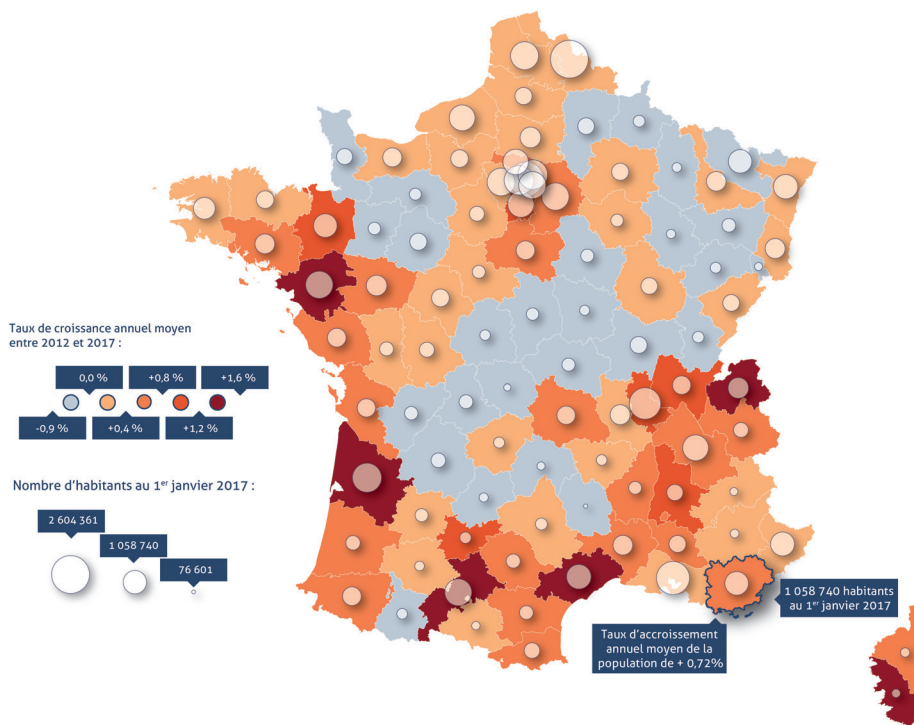 Taux de croissance annuel moyen
entre 2012 et 2017 :
0,0 %
+0,8 %
+1,6 %
-0,9 %
+0,4 %
+1,2 %
Nombre d'habitants au 1er janvier 2017 :
2 604 361
1 058 740
76 601
1 058 740 habitants
au 1er janvier 2017
Taux d'accroissement
annuel moyen de la
population de + 0,72%